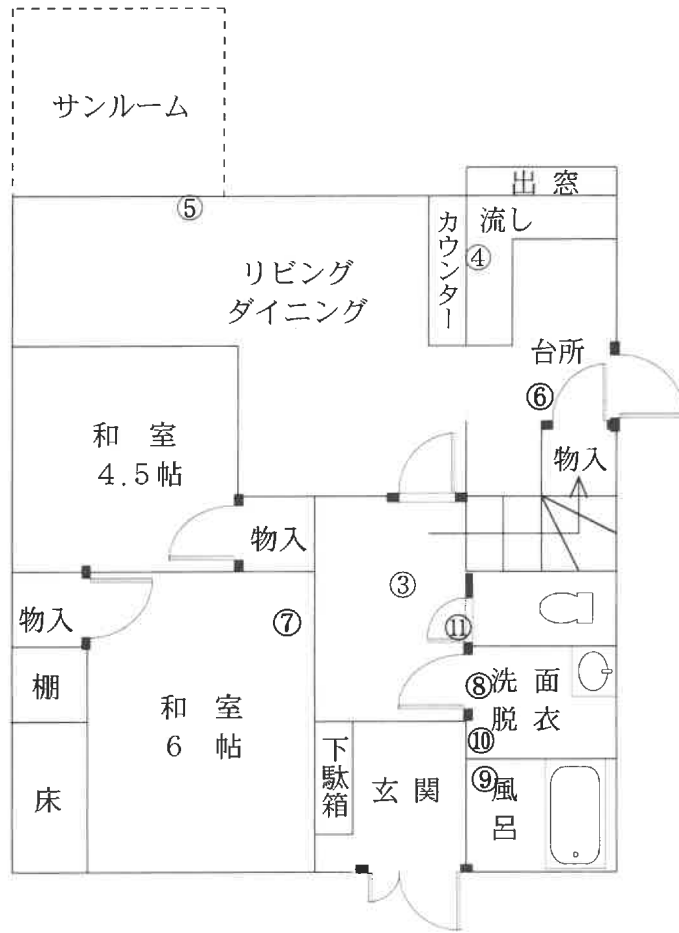 サンルーム
出窓
⑤
カウンター
流し
④
リビング
ダイニング
台所
⑥
和室
4.5帖
物入
物入
③
物入
⑦
⑪
棚
和室
6 帖
⑧
洗面
脱衣
⑩
下駄箱
玄関
⑨
風呂
床